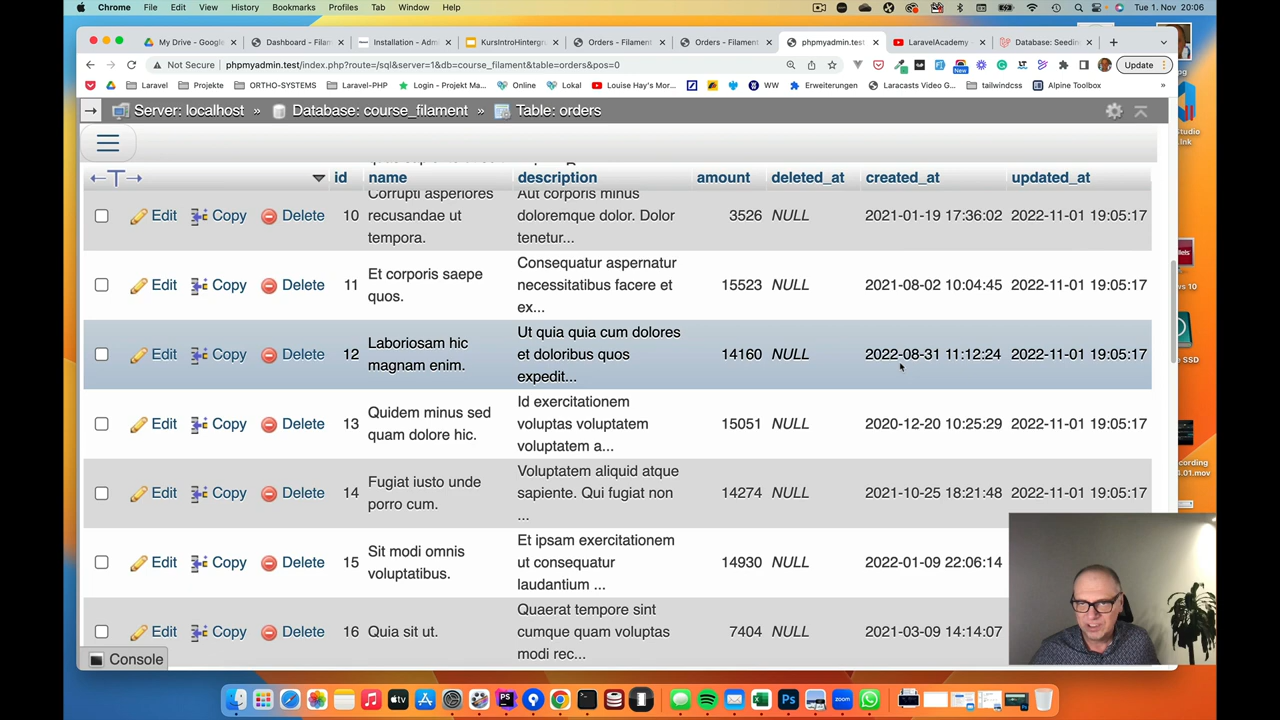 Chrome File Edit View History Bookmarks Profiles Tab Window Help Tue 1. Nov 20:06
My Drive – Google Dashboard - Filam Installation - Adm KursIntroHintergr Orders - Filament Orders - Filament phpmyadmin.test LaravelAcademy Database: Seeding
Not Secure phpmyadmin.test/index.php?route=/sql&server=1&db=course_filament&table=orders&pos=0 New Update
Laravel Projekte ORTHO-SYSTEMS Laravel-PHP Login - Projekt Ma... Online Lokal Louise Hay's Mor... WW Erweiterungen Laracasts Video G... tailwindcss Alpine Toolbox »
Server: localhost » Database: course_filament » Table: orders
id name description amount deleted_at created_at updated_at
Edit Copy Delete 10 Corrupti asperiores recusandae ut tempora. Aut corporis minus doloremque dolor. Dolor tenetur... 3526 NULL 2021-01-19 17:36:02 2022-11-01 19:05:17
Edit Copy Delete 11 Et corporis saepe quos. Consequatur aspernatur necessitatibus facere et ex... 15523 NULL 2021-08-02 10:04:45 2022-11-01 19:05:17
Edit Copy Delete 12 Laboriosam hic magnam enim. Ut quia quia cum dolores et doloribus quos expedit... 14160 NULL 2022-08-31 11:12:24 2022-11-01 19:05:17
Edit Copy Delete 13 Quidem minus sed quam dolore hic. Id exercitationem voluptas voluptatem voluptatem a... 15051 NULL 2020-12-20 10:25:29 2022-11-01 19:05:17
Edit Copy Delete 14 Fugiat iusto unde porro cum. Voluptatem aliquid atque sapiente. Qui fugiat non ... 14274 NULL 2021-10-25 18:21:48 2022-11-01 19:05:17
Edit Copy Delete 15 Sit modi omnis voluptatibus. Et ipsam exercitationem ut consequatur laudantium ... 14930 NULL 2022-01-09 22:06:14
Edit Copy Delete 16 Quia sit ut. Quaerat tempore sint cumque quam voluptas modi rec... 7404 NULL 2021-03-09 14:14:07
Console
pg
Studio
.lnk
ws 10
SSD
cording
4.01.mov
zoom